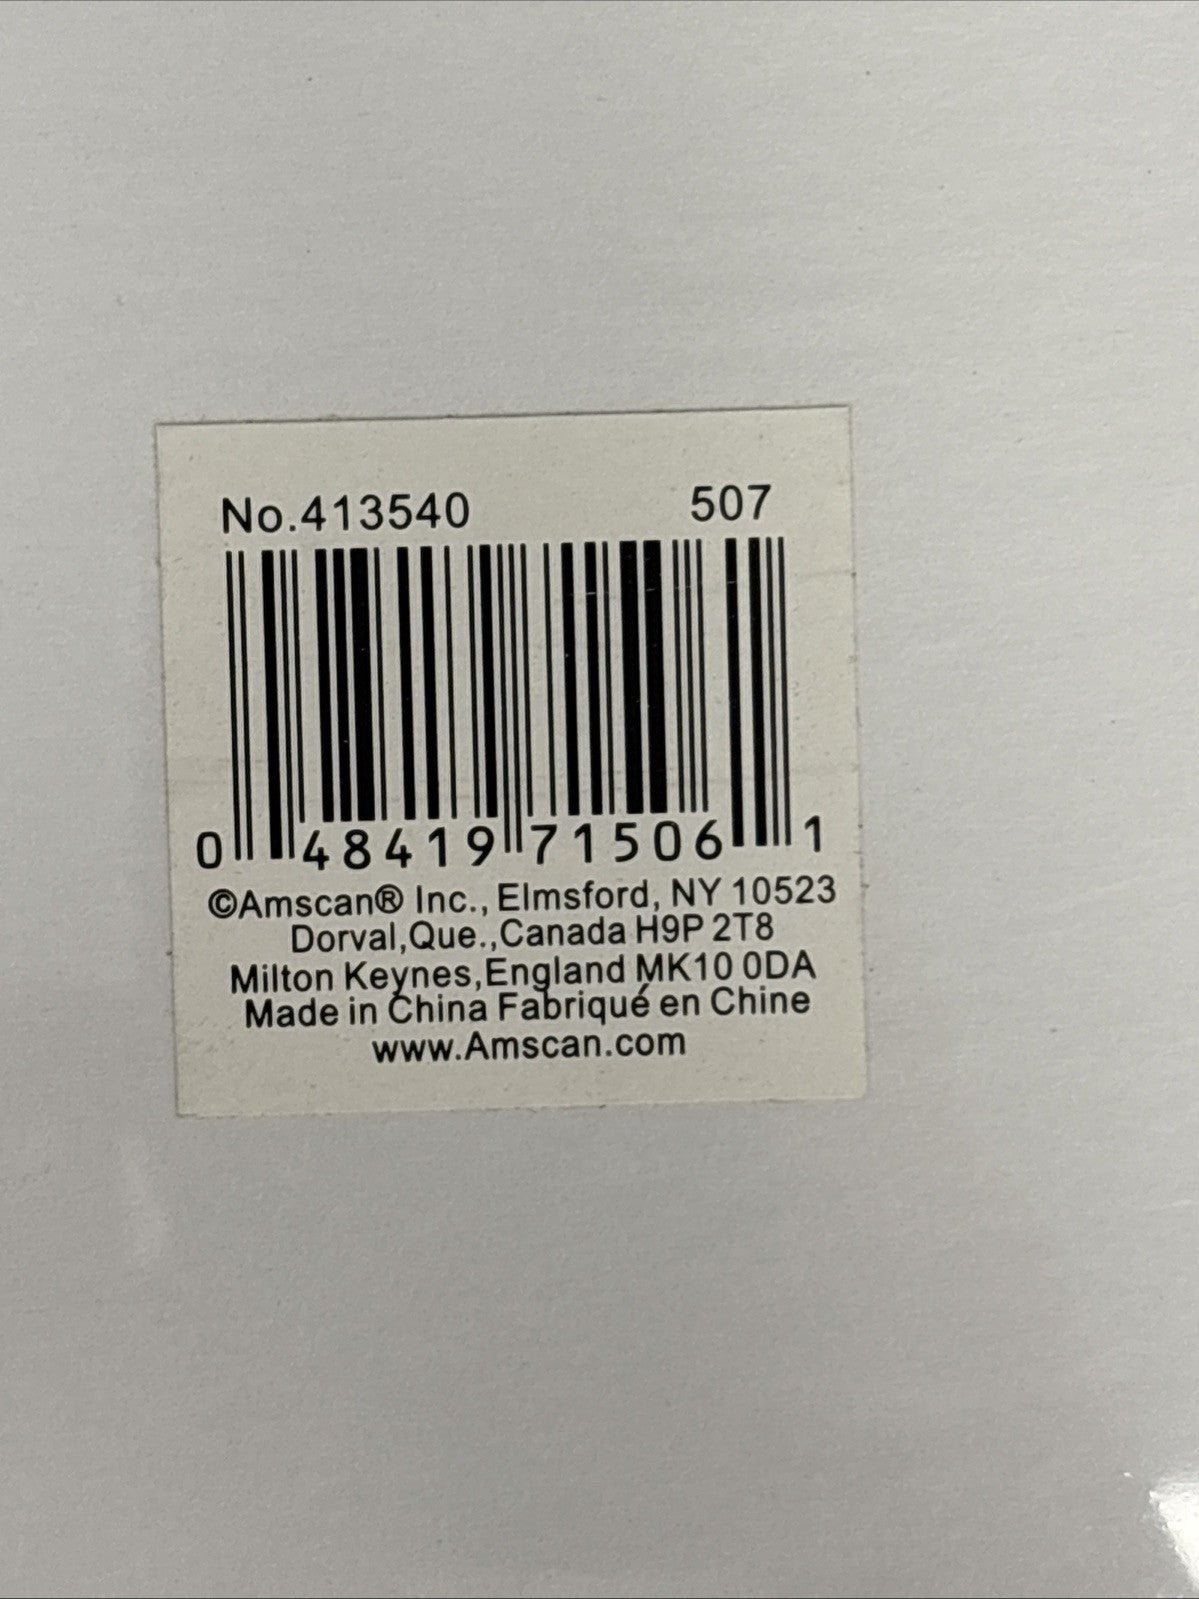 No.413540 507
0 48419 71506 1
©Amscan® Inc., Elmsford, NY 10523
Dorval,Que.,Canada H9P 2T8
Milton Keynes,England MK10 0DA
Made in China Fabriqué en Chine
www.Amscan.com